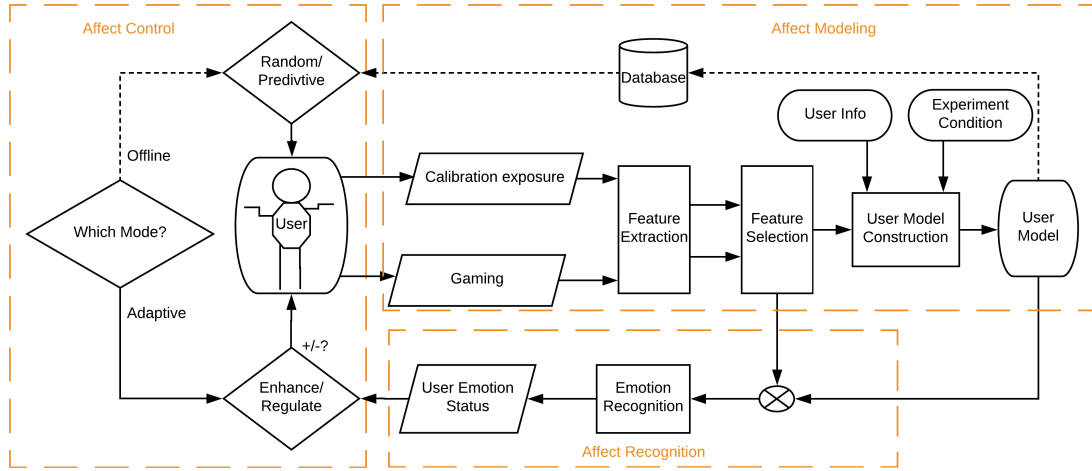 Affect Control
Affect Modeling
Random/
Predivtive
Database
User Info
Experiment
Condition
Offline
Calibration exposure
Which Mode?
User
Feature
Extraction
Feature
Selection
User Model
Construction
User
Model
Gaming
Adaptive
+/-?
Enhance/
Regulate
User Emotion
Status
Emotion
Recognition
Affect Recognition